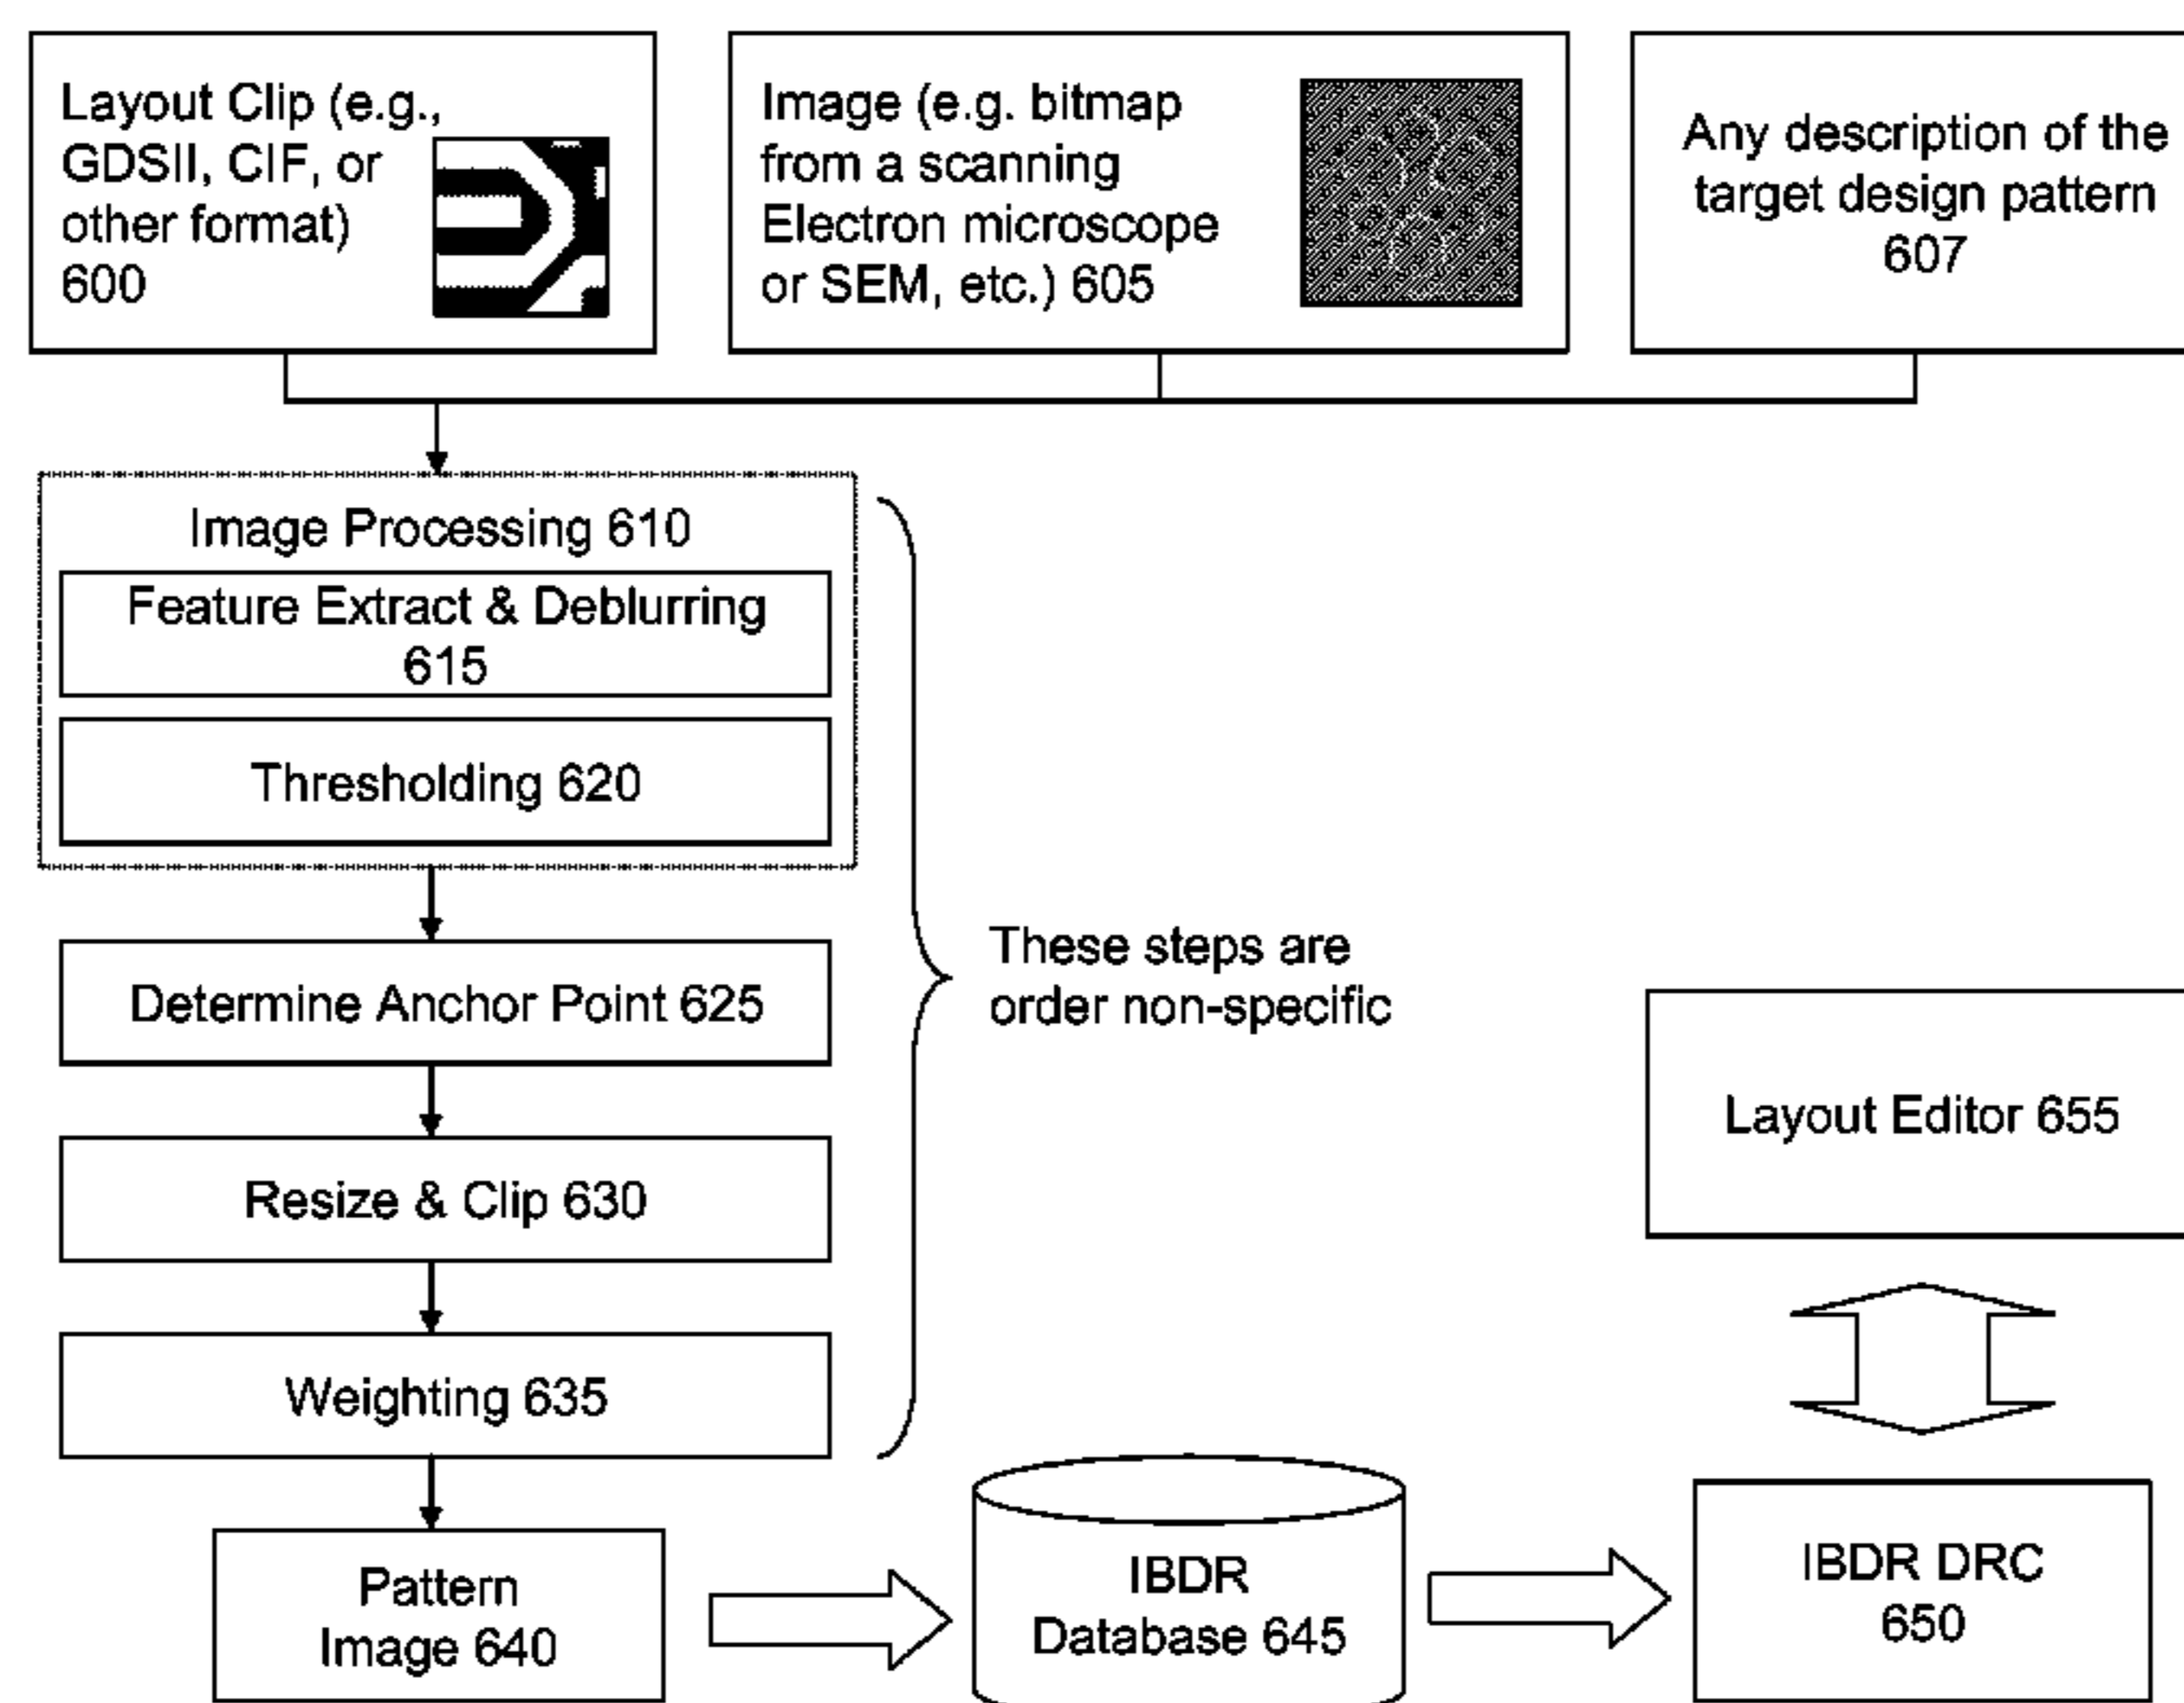 Layout Clip (e.g.,
GDSII, CIF, or
other format)
600
Image (e.g. bitmap
from a scanning
Electron microscope
or SEM, etc.) 605
Any description of the
target design pattern
607
Image Processing 610
Feature Extract & Deblurring
615
Thresholding 620
Determine Anchor Point 625
Resize & Clip 630
Weighting 635
These steps are
order non-specific
Layout Editor 655
Pattern
Image 640
IBDR
Database 645
IBDR DRC
650